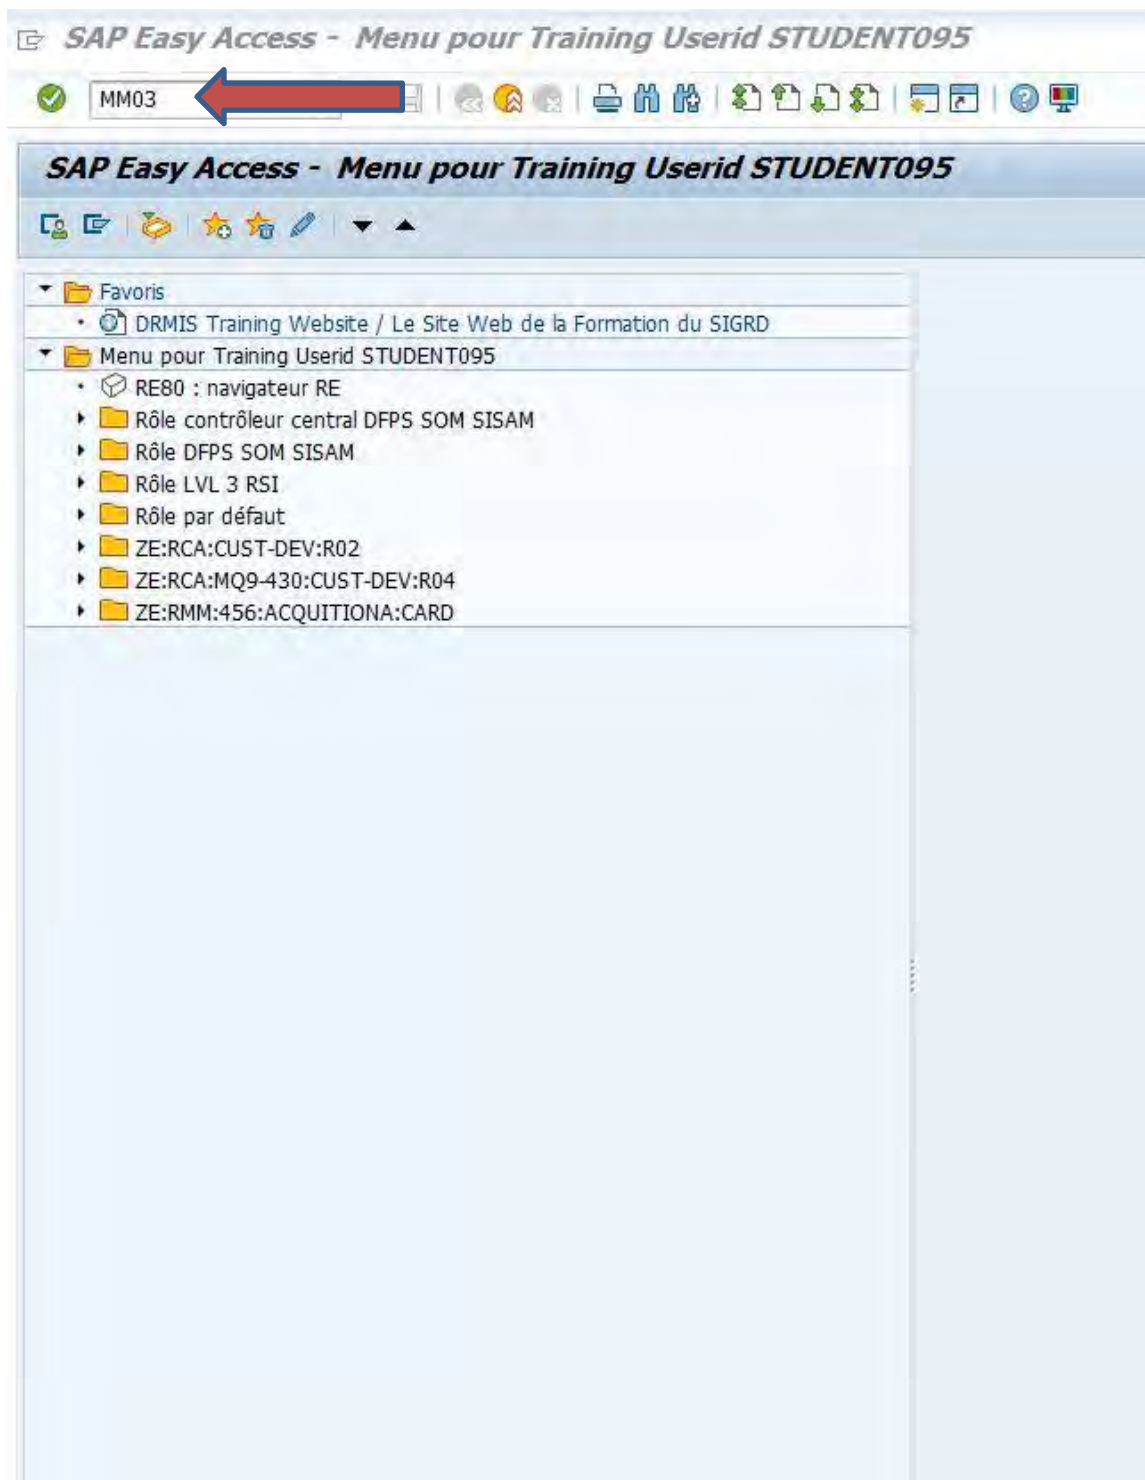 SAP Easy Access - Menu pour Training Userid STUDENT095
MM03
SAP Easy Access - Menu pour Training Userid STUDENT095
Favoris
DRMIS Training Website / Le Site Web de la Formation du SIGRD
Menu pour Training Userid STUDENT095
RE80 : navigateur RE
Rôle contrôleur central DFPS SOM SISAM
Rôle DFPS SOM SISAM
Rôle LVL 3 RSI
Rôle par défaut
ZE:RCA:CUST-DEV:R02
ZE:RCA:MQ9-430:CUST-DEV:R04
ZE:RMM:456:ACQUITIONA:CARD